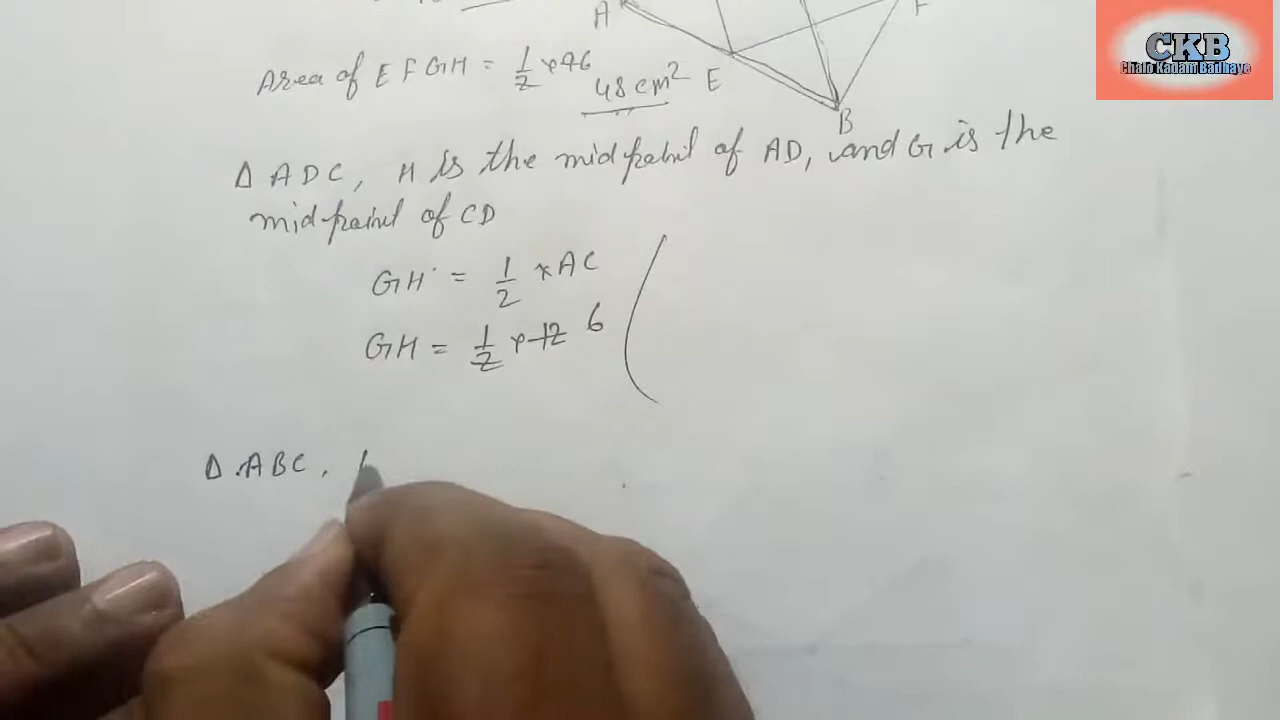 CKB
Chalo Kadam Badhaye
A
F
E
B
Area of EFGH = 1/2 × 96
48 cm²
Δ ADC, H is the midpoint of AD, and G is the
midpoint of CD
GH = 1/2 × AC
GH = 1/2 × 12 6
Δ ABC,